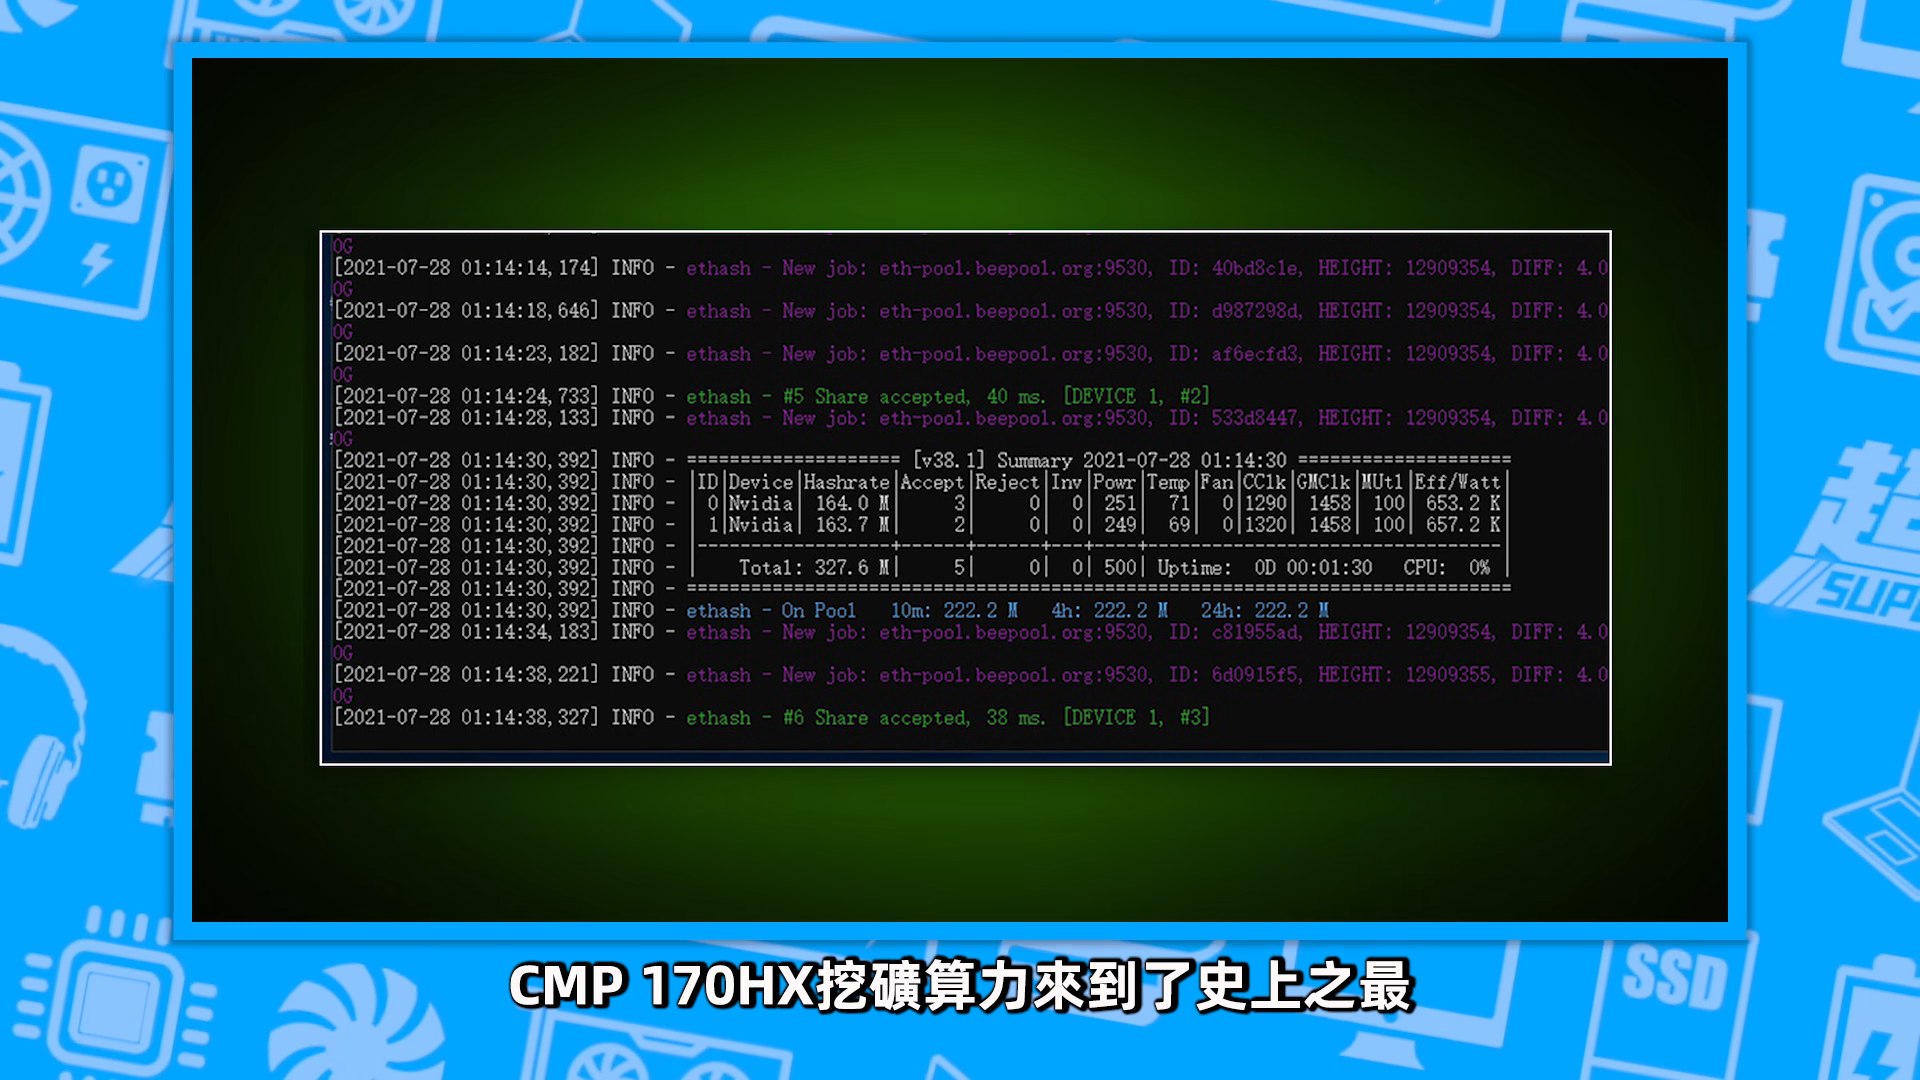 0G
[2021-07-28 01:14:14,174] INFO - ethash - New job: eth-pool.beepool.org:9530, ID: 40bd8c1e, HEIGHT: 12909354, DIFF: 4.0
0G
[2021-07-28 01:14:18,646] INFO - ethash - New job: eth-pool.beepool.org:9530, ID: d987298d, HEIGHT: 12909354, DIFF: 4.0
0G
[2021-07-28 01:14:23,182] INFO - ethash - New job: eth-pool.beepool.org:9530, ID: af6ecfd3, HEIGHT: 12909354, DIFF: 4.0
0G
[2021-07-28 01:14:24,733] INFO - ethash - #5 Share accepted, 40 ms. [DEVICE 1, #2]
[2021-07-28 01:14:28,133] INFO - ethash - New job: eth-pool.beepool.org:9530, ID: 533d8447, HEIGHT: 12909354, DIFF: 4.0
0G
[2021-07-28 01:14:30,392] INFO - ==================== [v38.1] Summary 2021-07-28 01:14:30 ====================
[2021-07-28 01:14:30,392] INFO - |ID|Device|Hashrate|Accept|Reject|Inv|Powr|Temp|Fan|CClk|GMClk|MUtl|Eff/Watt|
[2021-07-28 01:14:30,392] INFO - | 0|Nvidia| 164.0 M| 3| 0| 0| 251| 71| 0|1290| 1458| 100| 653.2 K|
[2021-07-28 01:14:30,392] INFO - | 1|Nvidia| 163.7 M| 2| 0| 0| 249| 69| 0|1320| 1458| 100| 657.2 K|
[2021-07-28 01:14:30,392] INFO - |------------------+------+------+---+----+----------------------------------|
[2021-07-28 01:14:30,392] INFO - | Total: 327.6 M| 5| 0| 0| 500| Uptime: 0D 00:01:30 CPU: 0% |
[2021-07-28 01:14:30,392] INFO - =============================================================================
[2021-07-28 01:14:30,392] INFO - ethash - On Pool 10m: 222.2 M 4h: 222.2 M 24h: 222.2 M
[2021-07-28 01:14:34,183] INFO - ethash - New job: eth-pool.beepool.org:9530, ID: c81955ad, HEIGHT: 12909354, DIFF: 4.0
0G
[2021-07-28 01:14:38,221] INFO - ethash - New job: eth-pool.beepool.org:9530, ID: 6d0915f5, HEIGHT: 12909355, DIFF: 4.0
0G
[2021-07-28 01:14:38,327] INFO - ethash - #6 Share accepted, 38 ms. [DEVICE 1, #3]
超
SUPE
SSD
CMP 170HX挖礦算力來到了史上之最